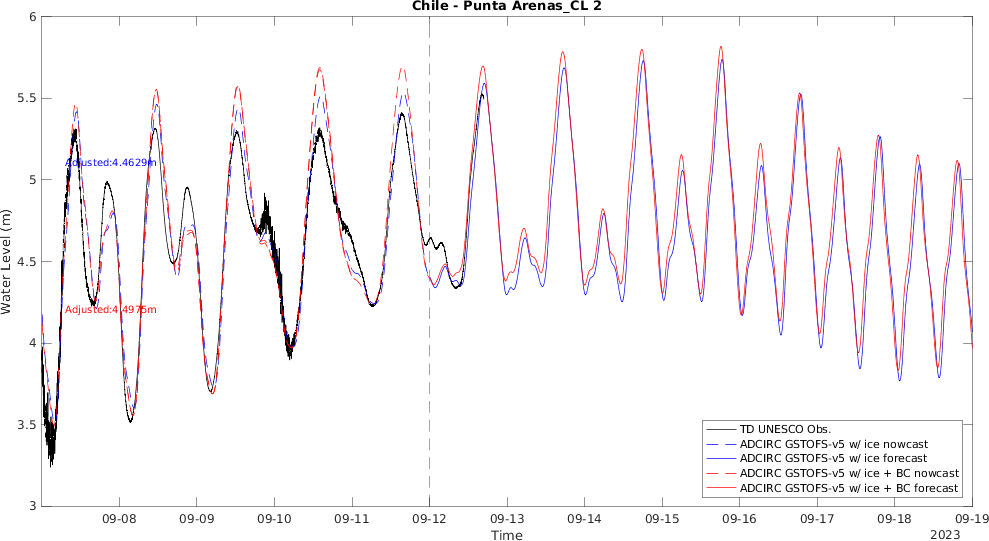 Chile - Punta Arenas_CL 2
6
5.5
5
4.5
4
3.5
3
Water Level (m)
Adjusted:4.4629m
Adjusted:4.4975m
TD UNESCO Obs.
ADCIRC GSTOFS-v5 w/ ice nowcast
ADCIRC GSTOFS-v5 w/ ice forecast
ADCIRC GSTOFS-v5 w/ ice + BC nowcast
ADCIRC GSTOFS-v5 w/ ice + BC forecast
09-08 09-09 09-10 09-11 09-12 09-13 09-14 09-15 09-16 09-17 09-18 09-19
Time
2023